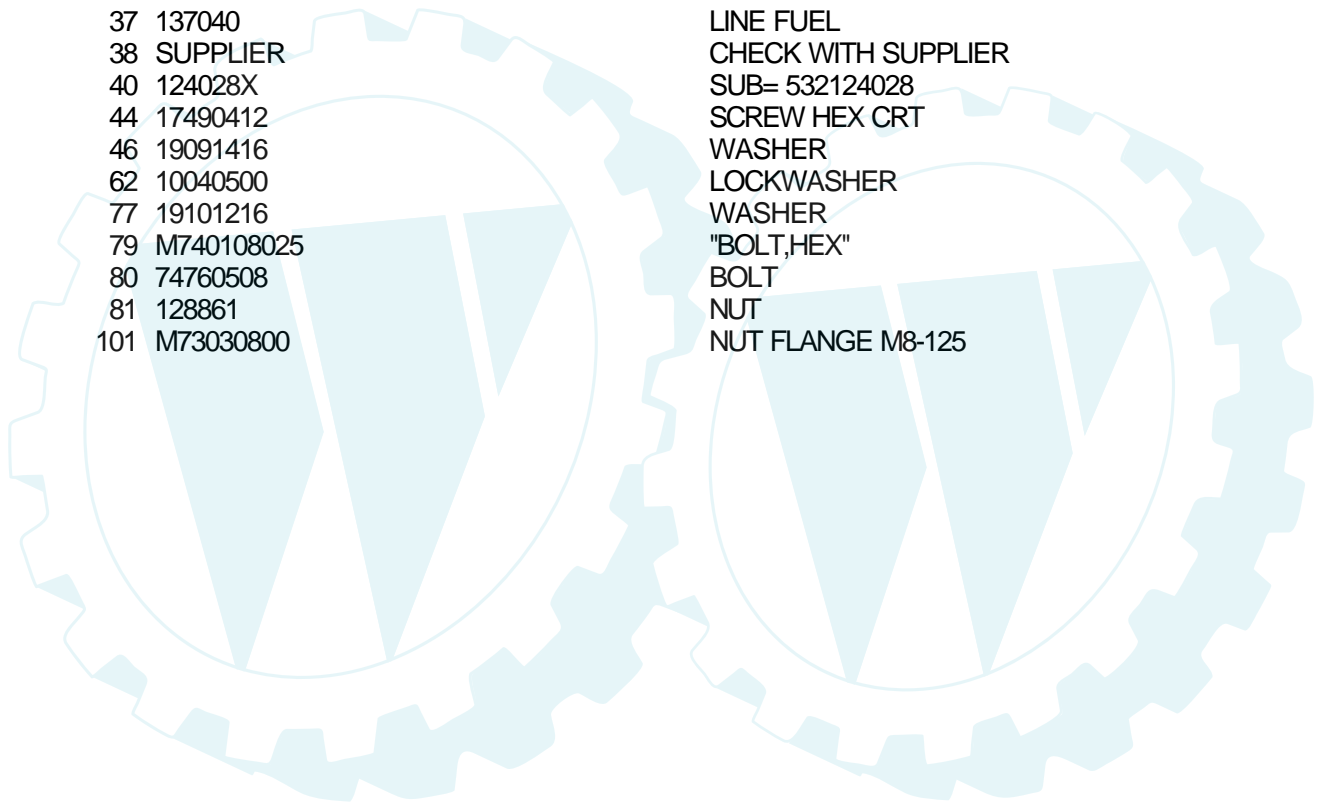 37 137040 LINE FUEL
38 SUPPLIER CHECK WITH SUPPLIER
40 124028X SUB= 532124028
44 17490412 SCREW HEX CRT
46 19091416 WASHER
62 10040500 LOCKWASHER
77 19101216 WASHER
79 M740108025 "BOLT,HEX"
80 74760508 BOLT
81 128861 NUT
101 M73030800 NUT FLANGE M8-125